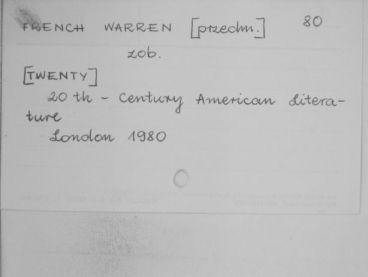 FRENCH WARREN [przedm.] 80
zob.
[TWENTY]
20 th - Century American Litera-
ture
London 1980